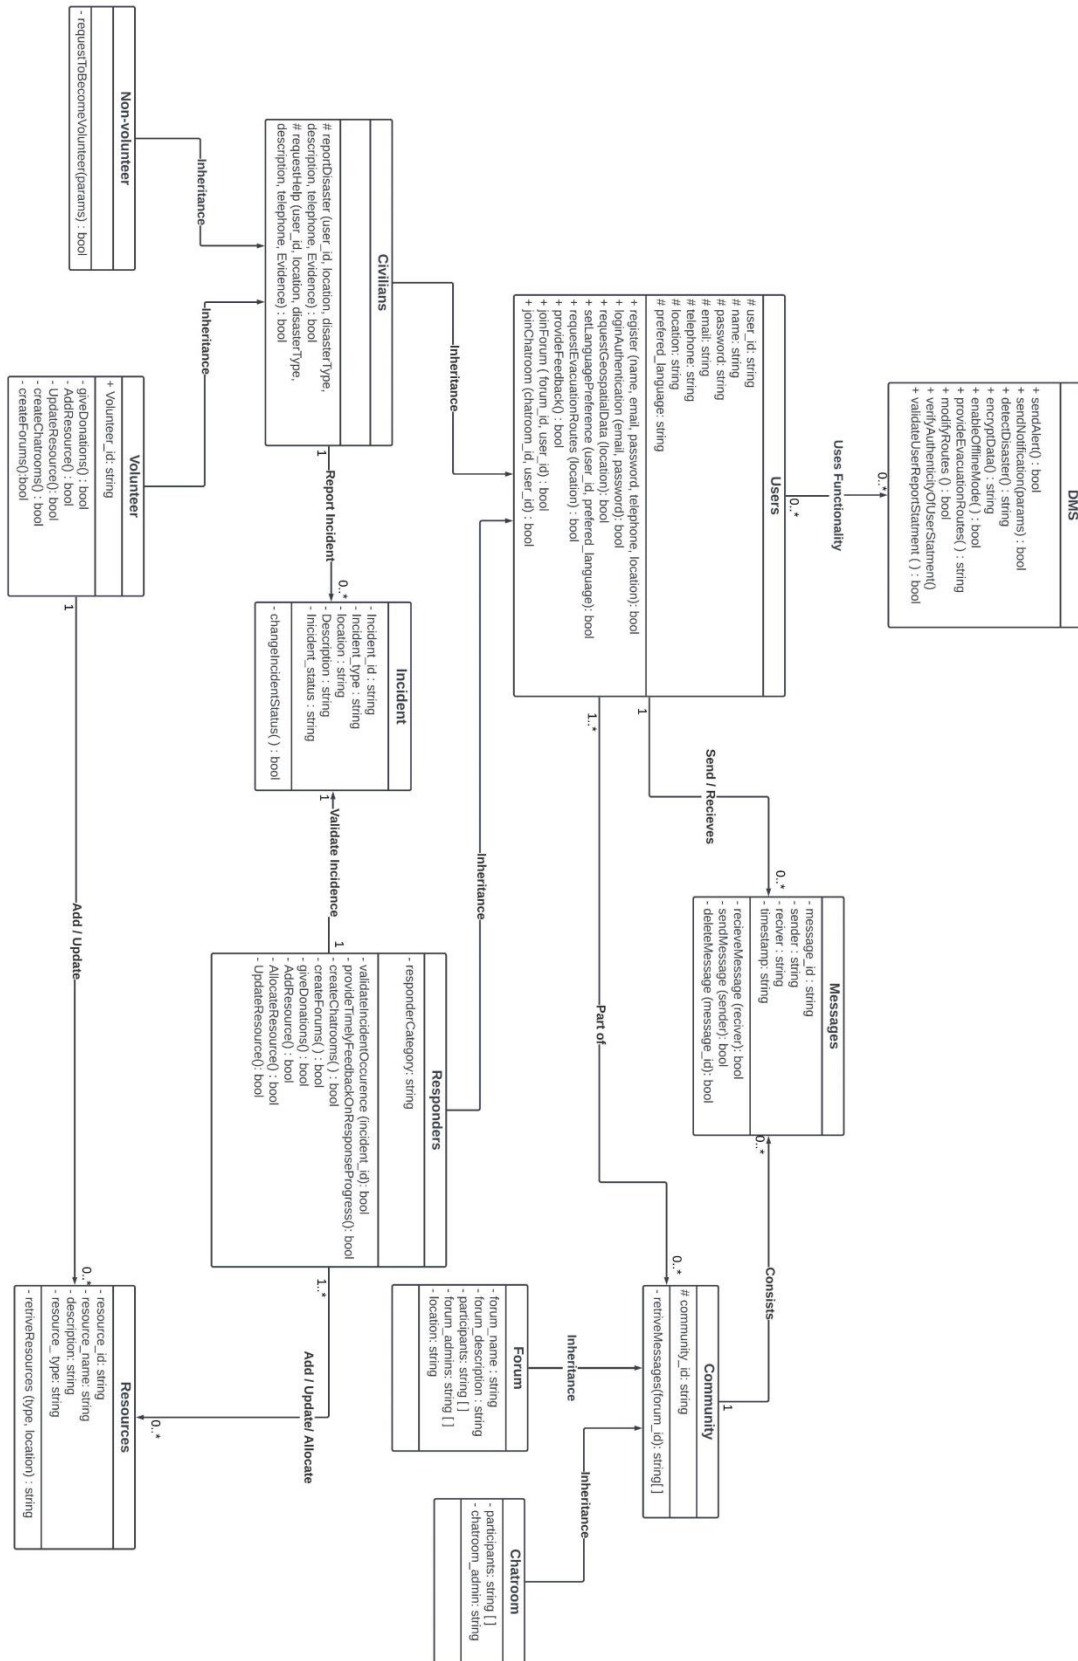 DMS
+ sendAlert() : bool
+ sendNotification(params) : bool
+ detectDisaster() : string
+ encryptData() : string
+ enableOfflineMode( ) : bool
+ provideEvacuationRoutes( ) : string
+ modifyRoutes ( ) : bool
+ verifyAuthenticityOfUserStatment()
+ validateUserReportStatment ( ) : bool
0..*
Uses Functionality
0..*
Users
# user_id: string
# name: string
# password: string
# email: string
# telephone: string
# location: string
# prefered_language: string
+ register (name, email, password, telephone, location): bool
+ loginAuthentication (email, password): bool
+ requestGeospatialData (location): bool
+ setLanguagePreference (user_id, prefered_language): bool
+ requestEvacuationRoutes (location) : bool
+ provideFeedback() : bool
+ joinForum ( forum_id, user_id) : bool
+ joinChatroom (chatroom_id, user_id) : bool
1
Send / Recieves
0..*
Messages
- message_id : string
- sender : string
- reciver : string
- timestamp: string
- recieveMessage (reciver): bool
- sendMessage (sender): bool
- deleteMessage (message_id): bool
0..*
Consists
1
1..*
Part of
0..*
Community
# community_id: string
- retriveMessages(forum_id): string[ ]
Inheritance
Inheritance
Forum
- forum_name : string
- forum_description : string
- participants: string [ ]
- forum_admins: string [ ]
- location: string
Chatroom
- participants: string [ ]
- chatroom_admin: string
Inheritance
Inheritance
Civilians
# reportDisaster (user_id, location, disasterType,
description, telephone, Evidence) : bool
# requestHelp (user_id, location, disasterType,
description, telephone, Evidence) : bool
1
Report Incident
0..*
Incident
- Incident_id : string
- Incident_type : string
- location : string
- Description : string
- Inicident_status : string
- changeIncidentStatus( ) : bool
1
Validate Incidence
1
Responders
- responderCategory: string
- validateIncidentOccurence (incident_id): bool
- provideTimelyFeedbackOnResponseProgress(): bool
- createChatrooms( ) : bool
- createForums( ) : bool
- giveDonations() : bool
- AddResource() : bool
- AllocateResource() : bool
- UpdateResource(): bool
1..*
Add / Update/ Allocate
0..*
Inheritance
Inheritance
Non-volunteer
- requestToBecomeVolunteer(params) : bool
Volunteer
+ Volunteer_id: string
- giveDonations() : bool
- AddResource() : bool
- UpdateResource(): bool
- createChatrooms() : bool
- createForums():bool
1
Add / Update
0..*
Resources
- resource_id: string
- resource_name: string
- description: string
- resource_ type: string
- retriveResources (type, location) : string